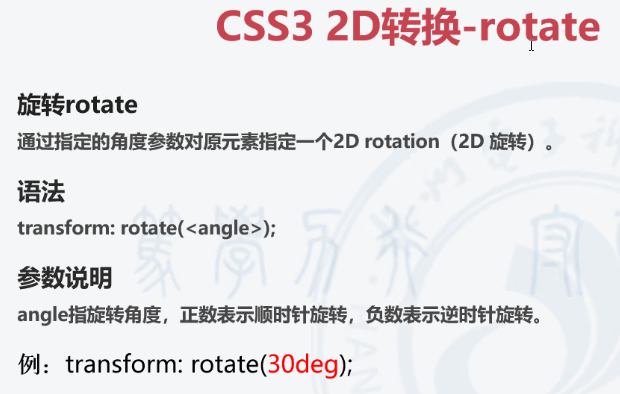 CSS3 2D转换-rotate
旋转rotate
通过指定的角度参数对原元素指定一个2D rotation（2D 旋转）。
语法
transform: rotate(<angle>);
参数说明
angle指旋转角度，正数表示顺时针旋转，负数表示逆时针旋转。
例：transform: rotate(30deg);